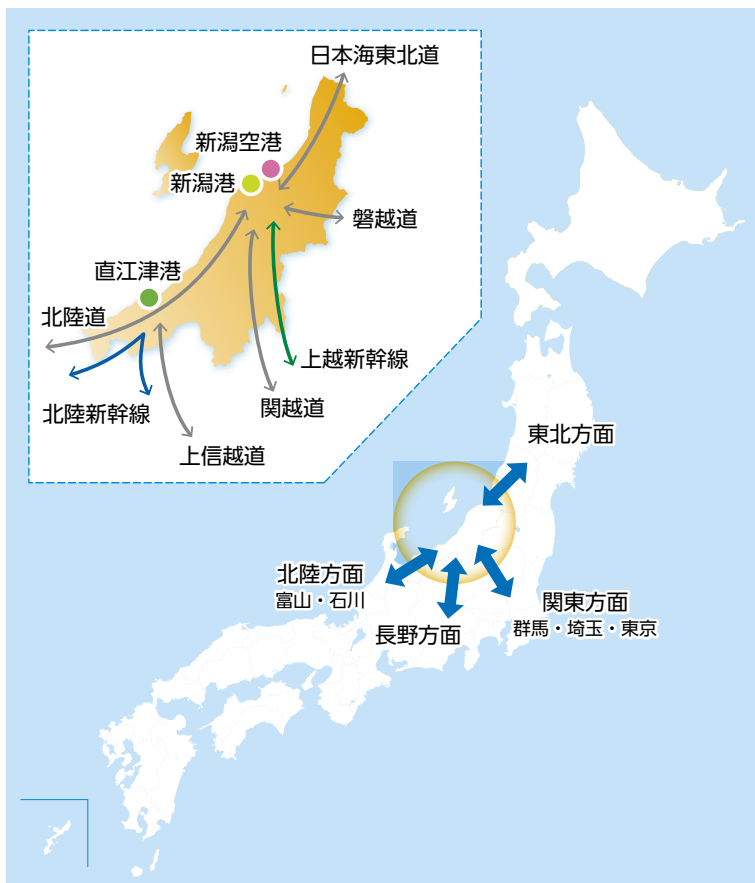 日本海東北道
新潟空港
新潟港
磐越道
直江津港
北陸道
上越新幹線
北陸新幹線
関越道
上信越道
東北方面
北陸方面
富山・石川
関東方面
群馬・埼玉・東京
長野方面